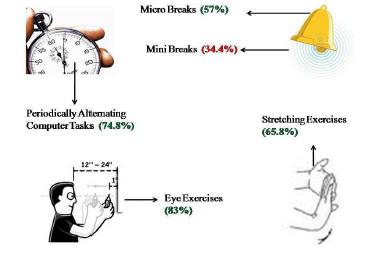 Micro Breaks (57%)
Mini Breaks (34.4%)
Periodically Alternating
Computer Tasks (74.8%)
Stretching Exercises
(65.8%)
12" - 24"
1"
Eye Exercises
(83%)